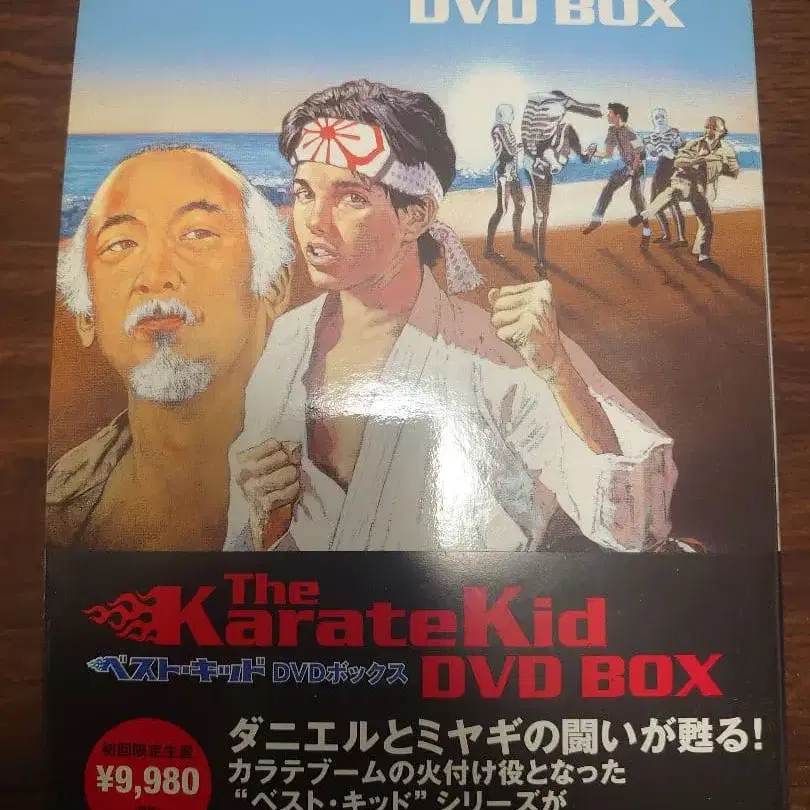 DVD BOX
The
KarateKid
ベスト・キッド DVDボックス
DVD BOX
初回限定生産
¥9,980
ダニエルとミヤギの闘いが甦る!
カラテブームの火付け役となった
“ベスト・キッド”シリーズが